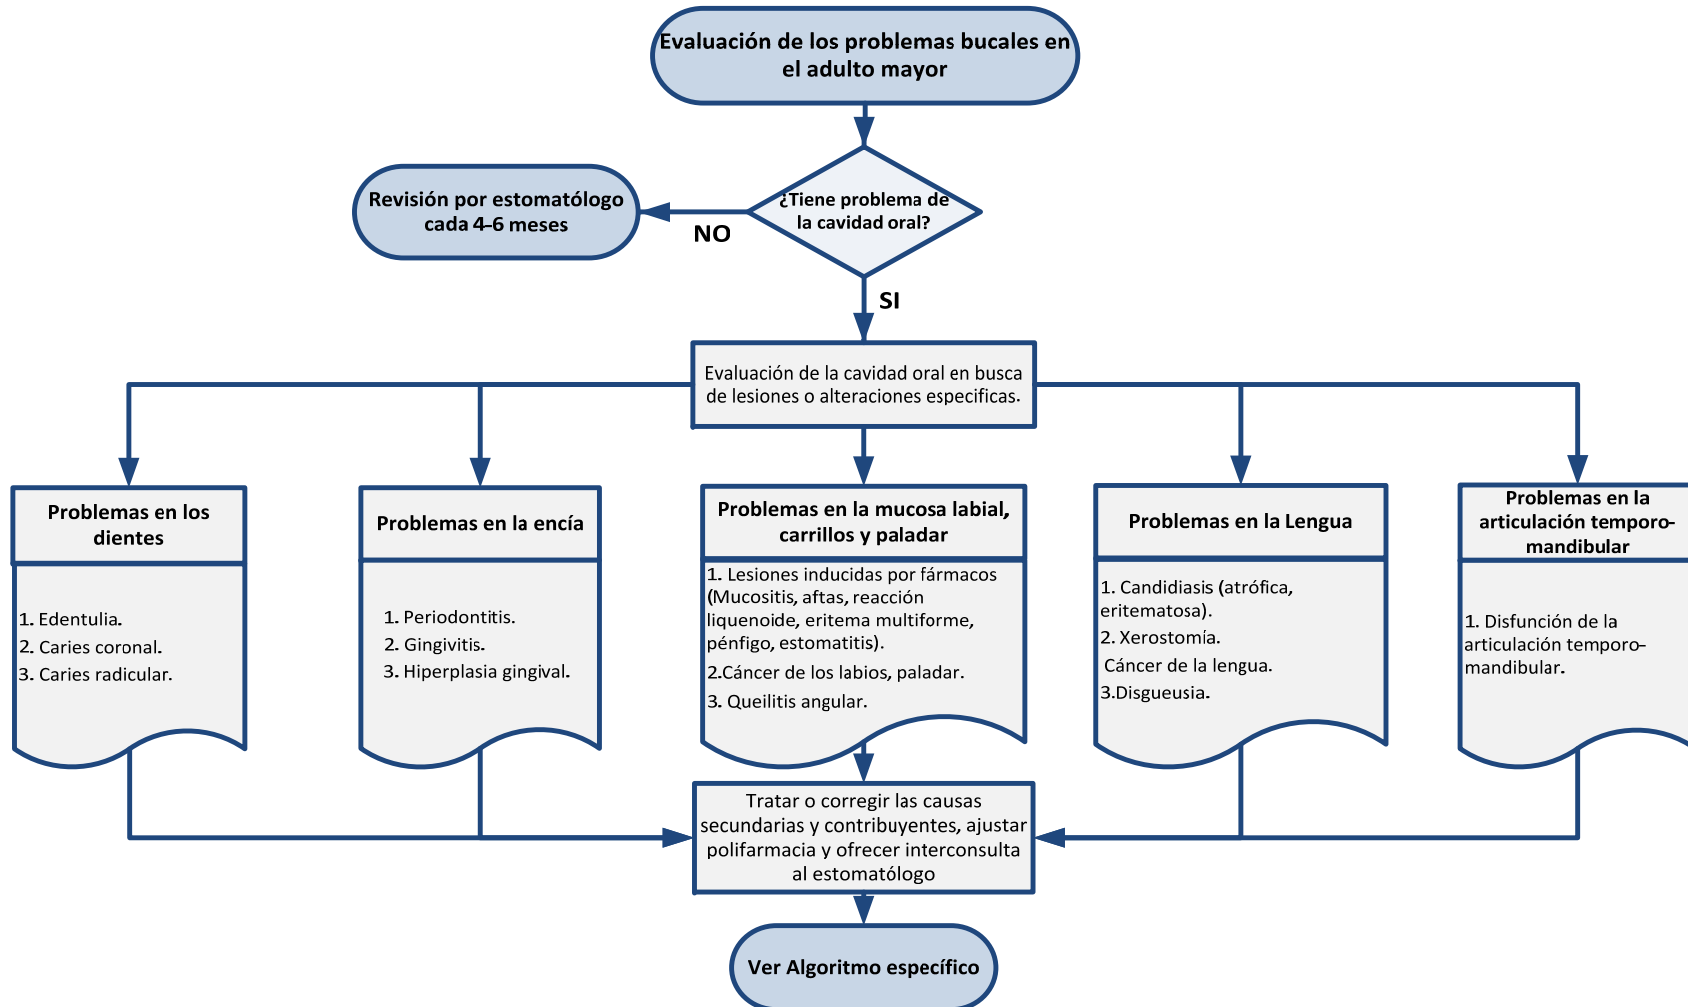 Evaluación de los problemas bucales en
el adulto mayor
¿Tiene problema de
la cavidad oral?
NO
Revisión por estomatólogo
cada 4-6 meses
SI
Evaluación de la cavidad oral en busca
de lesiones o alteraciones especificas.
Problemas en los
dientes
1. Edentulia.
2. Caries coronal.
3. Caries radicular.
Problemas en la encía
1. Periodontitis.
2. Gingivitis.
3. Hiperplasia gingival.
Problemas en la mucosa labial,
carrillos y paladar
1. Lesiones inducidas por fármacos
(Mucositis, aftas, reacción
liquenoide, eritema multiforme,
pénfigo, estomatitis).
2.Cáncer de los labios, paladar.
3. Queilitis angular.
Problemas en la Lengua
1. Candidiasis (atrófica,
eritematosa).
2. Xerostomía.
Cáncer de la lengua.
3.Disgueusia.
Problemas en la
articulación temporo-
mandibular
1. Disfunción de la
articulación temporo-
mandibular.
Tratar o corregir las causas
secundarias y contribuyentes, ajustar
polifarmacia y ofrecer interconsulta
al estomatólogo
Ver Algoritmo específico